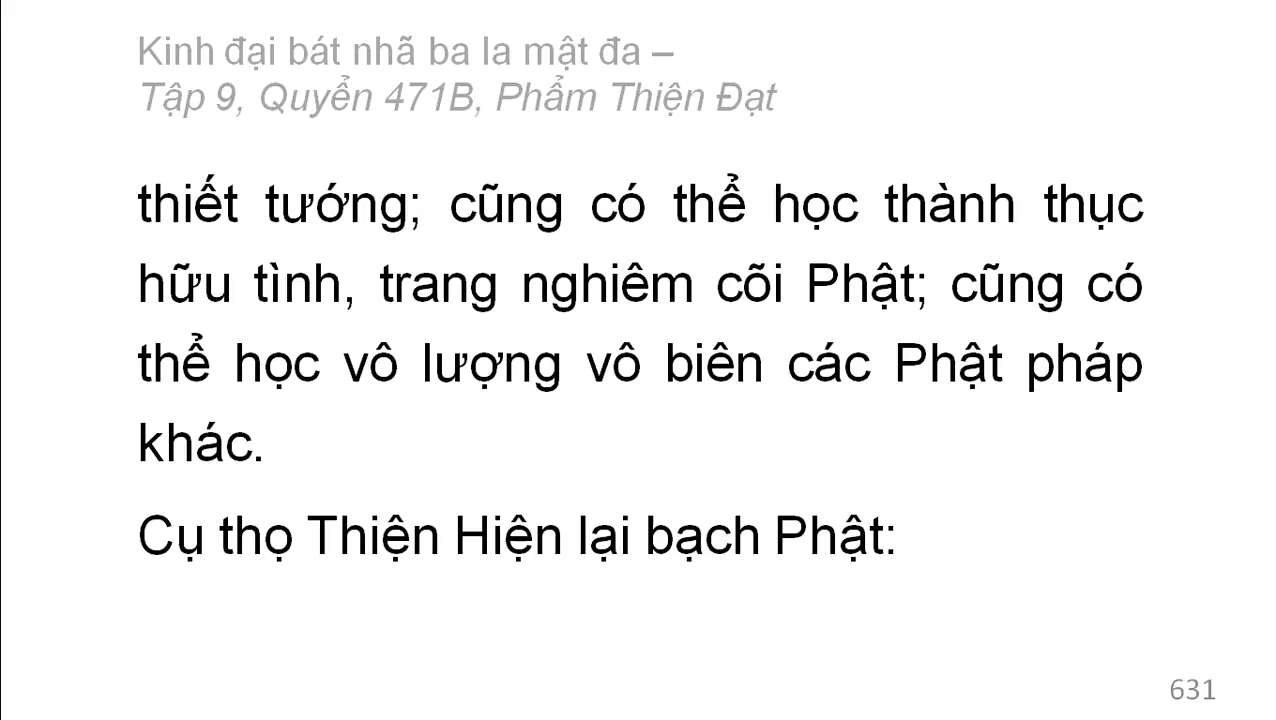 Kinh đại bát nhã ba la mật đa –
Tập 9, Quyển 471B, Phẩm Thiện Đạt
thiết tướng; cũng có thể học thành thục
hữu tình, trang nghiêm cõi Phật; cũng có
thể học vô lượng vô biên các Phật pháp
khác.
Cụ thọ Thiện Hiện lại bạch Phật:
631